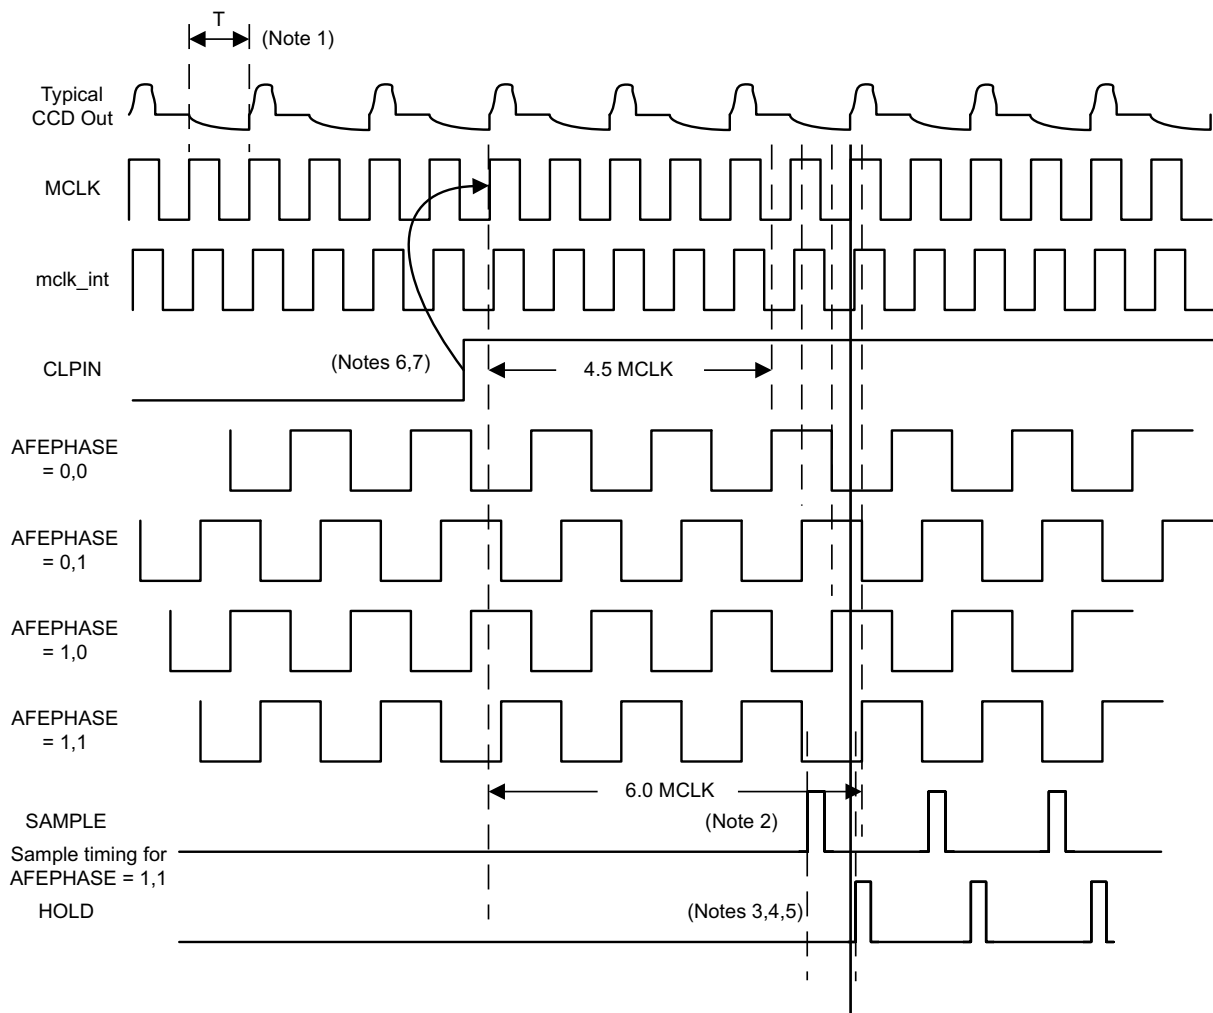 T
(Note 1)
Typical
CCD Out
MCLK
mclk_int
CLPIN
(Notes 6,7)
4.5 MCLK
AFEPHASE
= 0,0
AFEPHASE
= 0,1
AFEPHASE
= 1,0
AFEPHASE
= 1,1
6.0 MCLK
SAMPLE
(Note 2)
Sample timing for
AFEPHASE = 1,1
HOLD
(Notes 3,4,5)